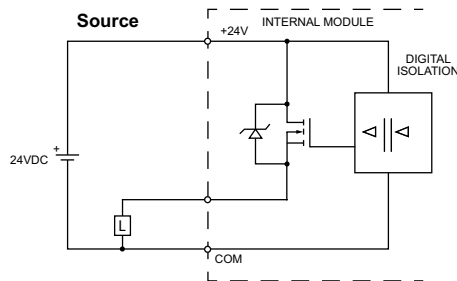 Source
INTERNAL MODULE
+24V
DIGITAL
ISOLATION
+
24VDC
L
COM